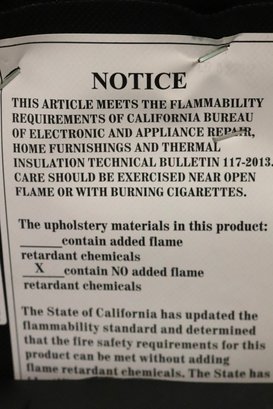 NOTICE
THIS ARTICLE MEETS THE FLAMMABILITY
REQUIREMENTS OF CALIFORNIA BUREAU
OF ELECTRONIC AND APPLIANCE REPAIR,
HOME FURNISHINGS AND THERMAL
INSULATION TECHNICAL BULLETIN 117-2013.
CARE SHOULD BE EXERCISED NEAR OPEN
FLAME OR WITH BURNING CIGARETTES.
The upholstery materials in this product:
______contain added flame
retardant chemicals
__X___contain NO added flame
retardant chemicals
The State of California has updated the
flammability standard and determined
that the fire safety requirements for this
product can be met without adding
flame retardant chemicals. The State has